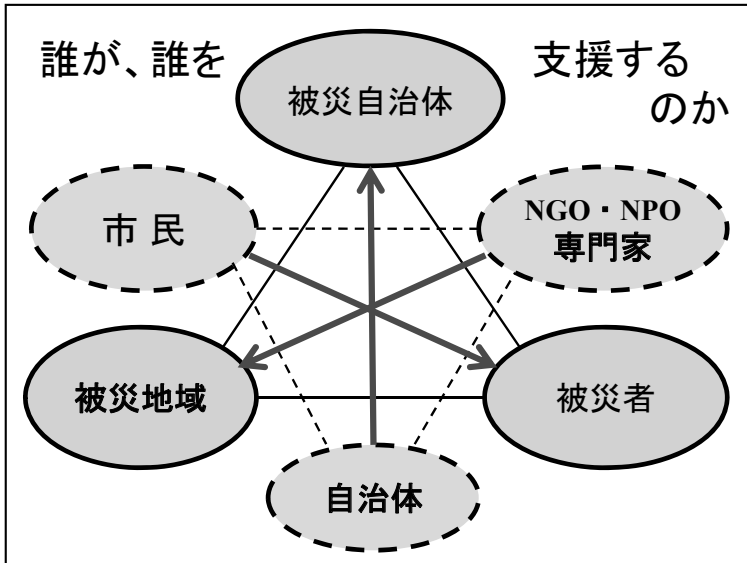 誰が、誰を
支援する
のか
被災自治体
市 民
NGO・NPO
専門家
被災地域
被災者
自治体